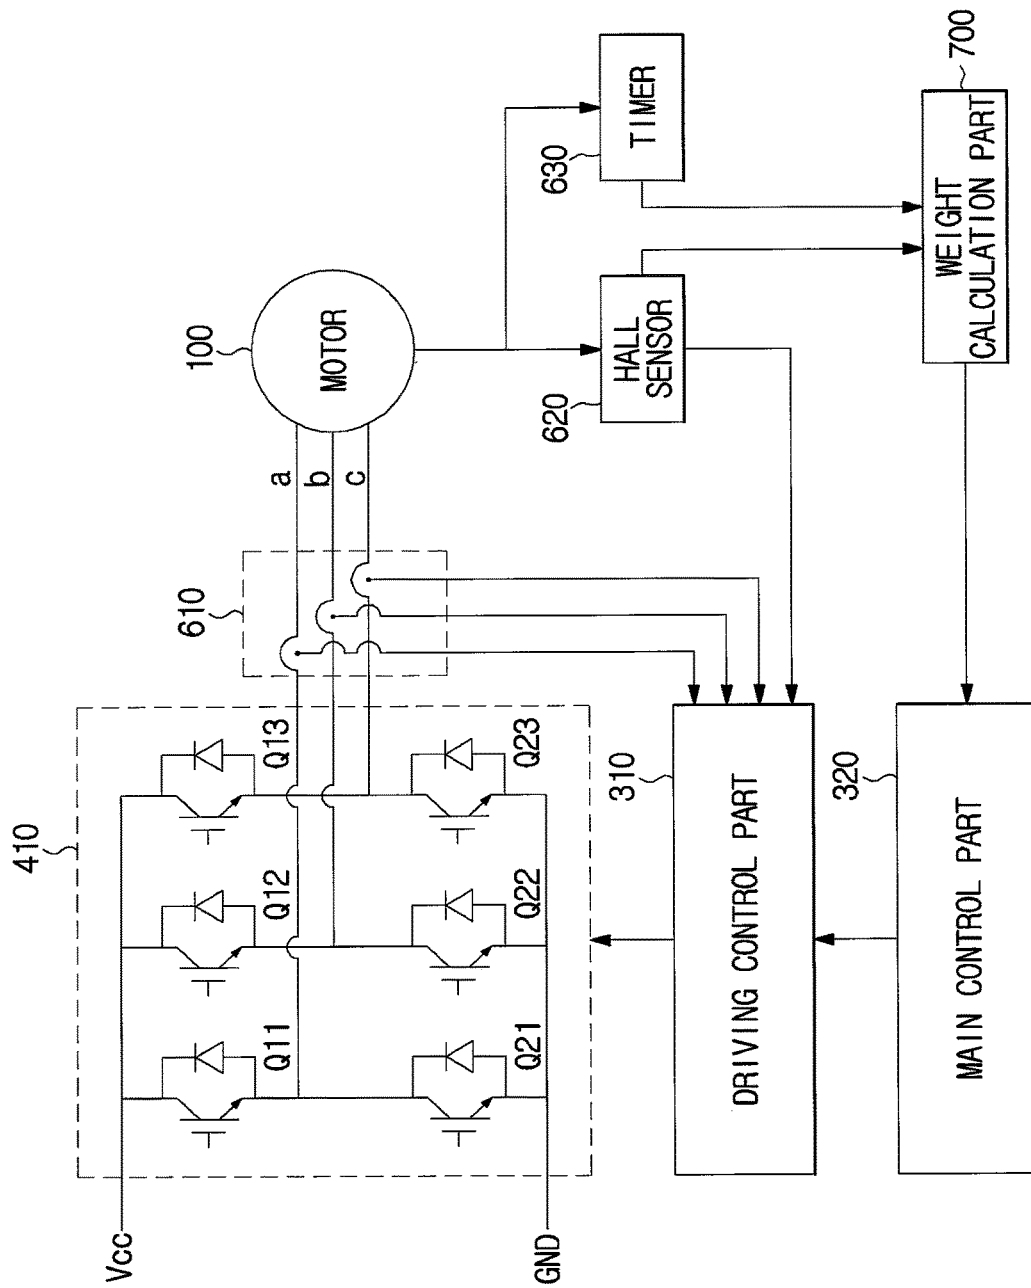 410
Vcc
Q11
Q12
Q13
Q21
Q22
Q23
GND
610
a
b
c
100
MOTOR
620
HALL
SENSOR
630
TIMER
310
DRIVING CONTROL PART
320
MAIN CONTROL PART
700
WEIGHT
CALCULATION PART